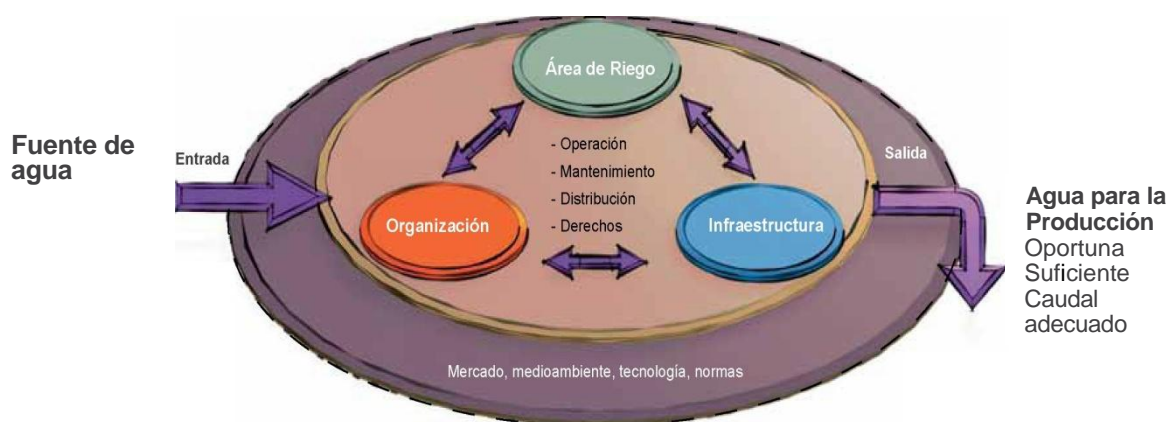 Fuente de
agua
Entrada
Área de Riego
- Operación
- Mantenimiento
- Distribución
- Derechos
Organización
Infraestructura
Salida
Agua para la
Producción
Oportuna
Suficiente
Caudal
adecuado
Mercado, medioambiente, tecnología, normas